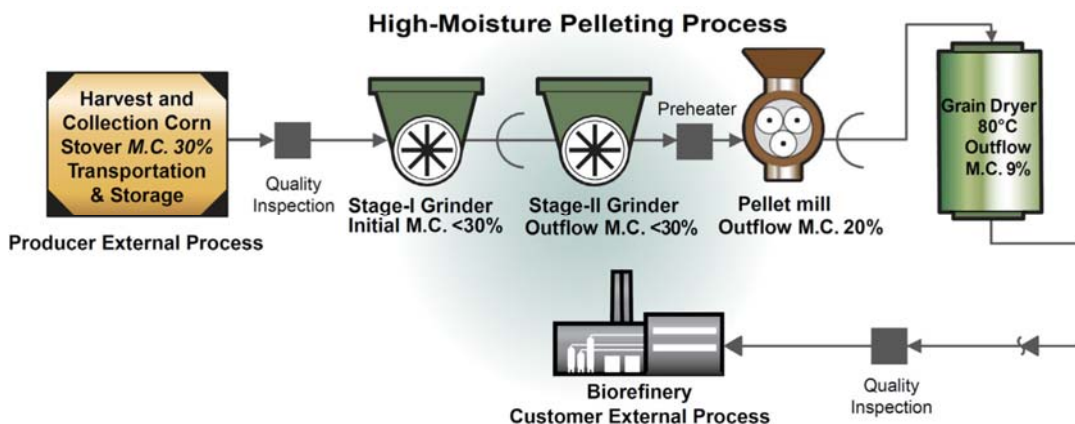 High-Moisture Pelleting Process
Harvest and
Collection Corn
Stover M.C. 30%
Transportation
& Storage
Producer External Process
Quality
Inspection
Stage-I Grinder
Initial M.C. <30%
Stage-II Grinder
Outflow M.C. <30%
Preheater
Pellet mill
Outflow M.C. 20%
Grain Dryer
80°C
Outflow
M.C. 9%
Biorefinery
Customer External Process
Quality
Inspection